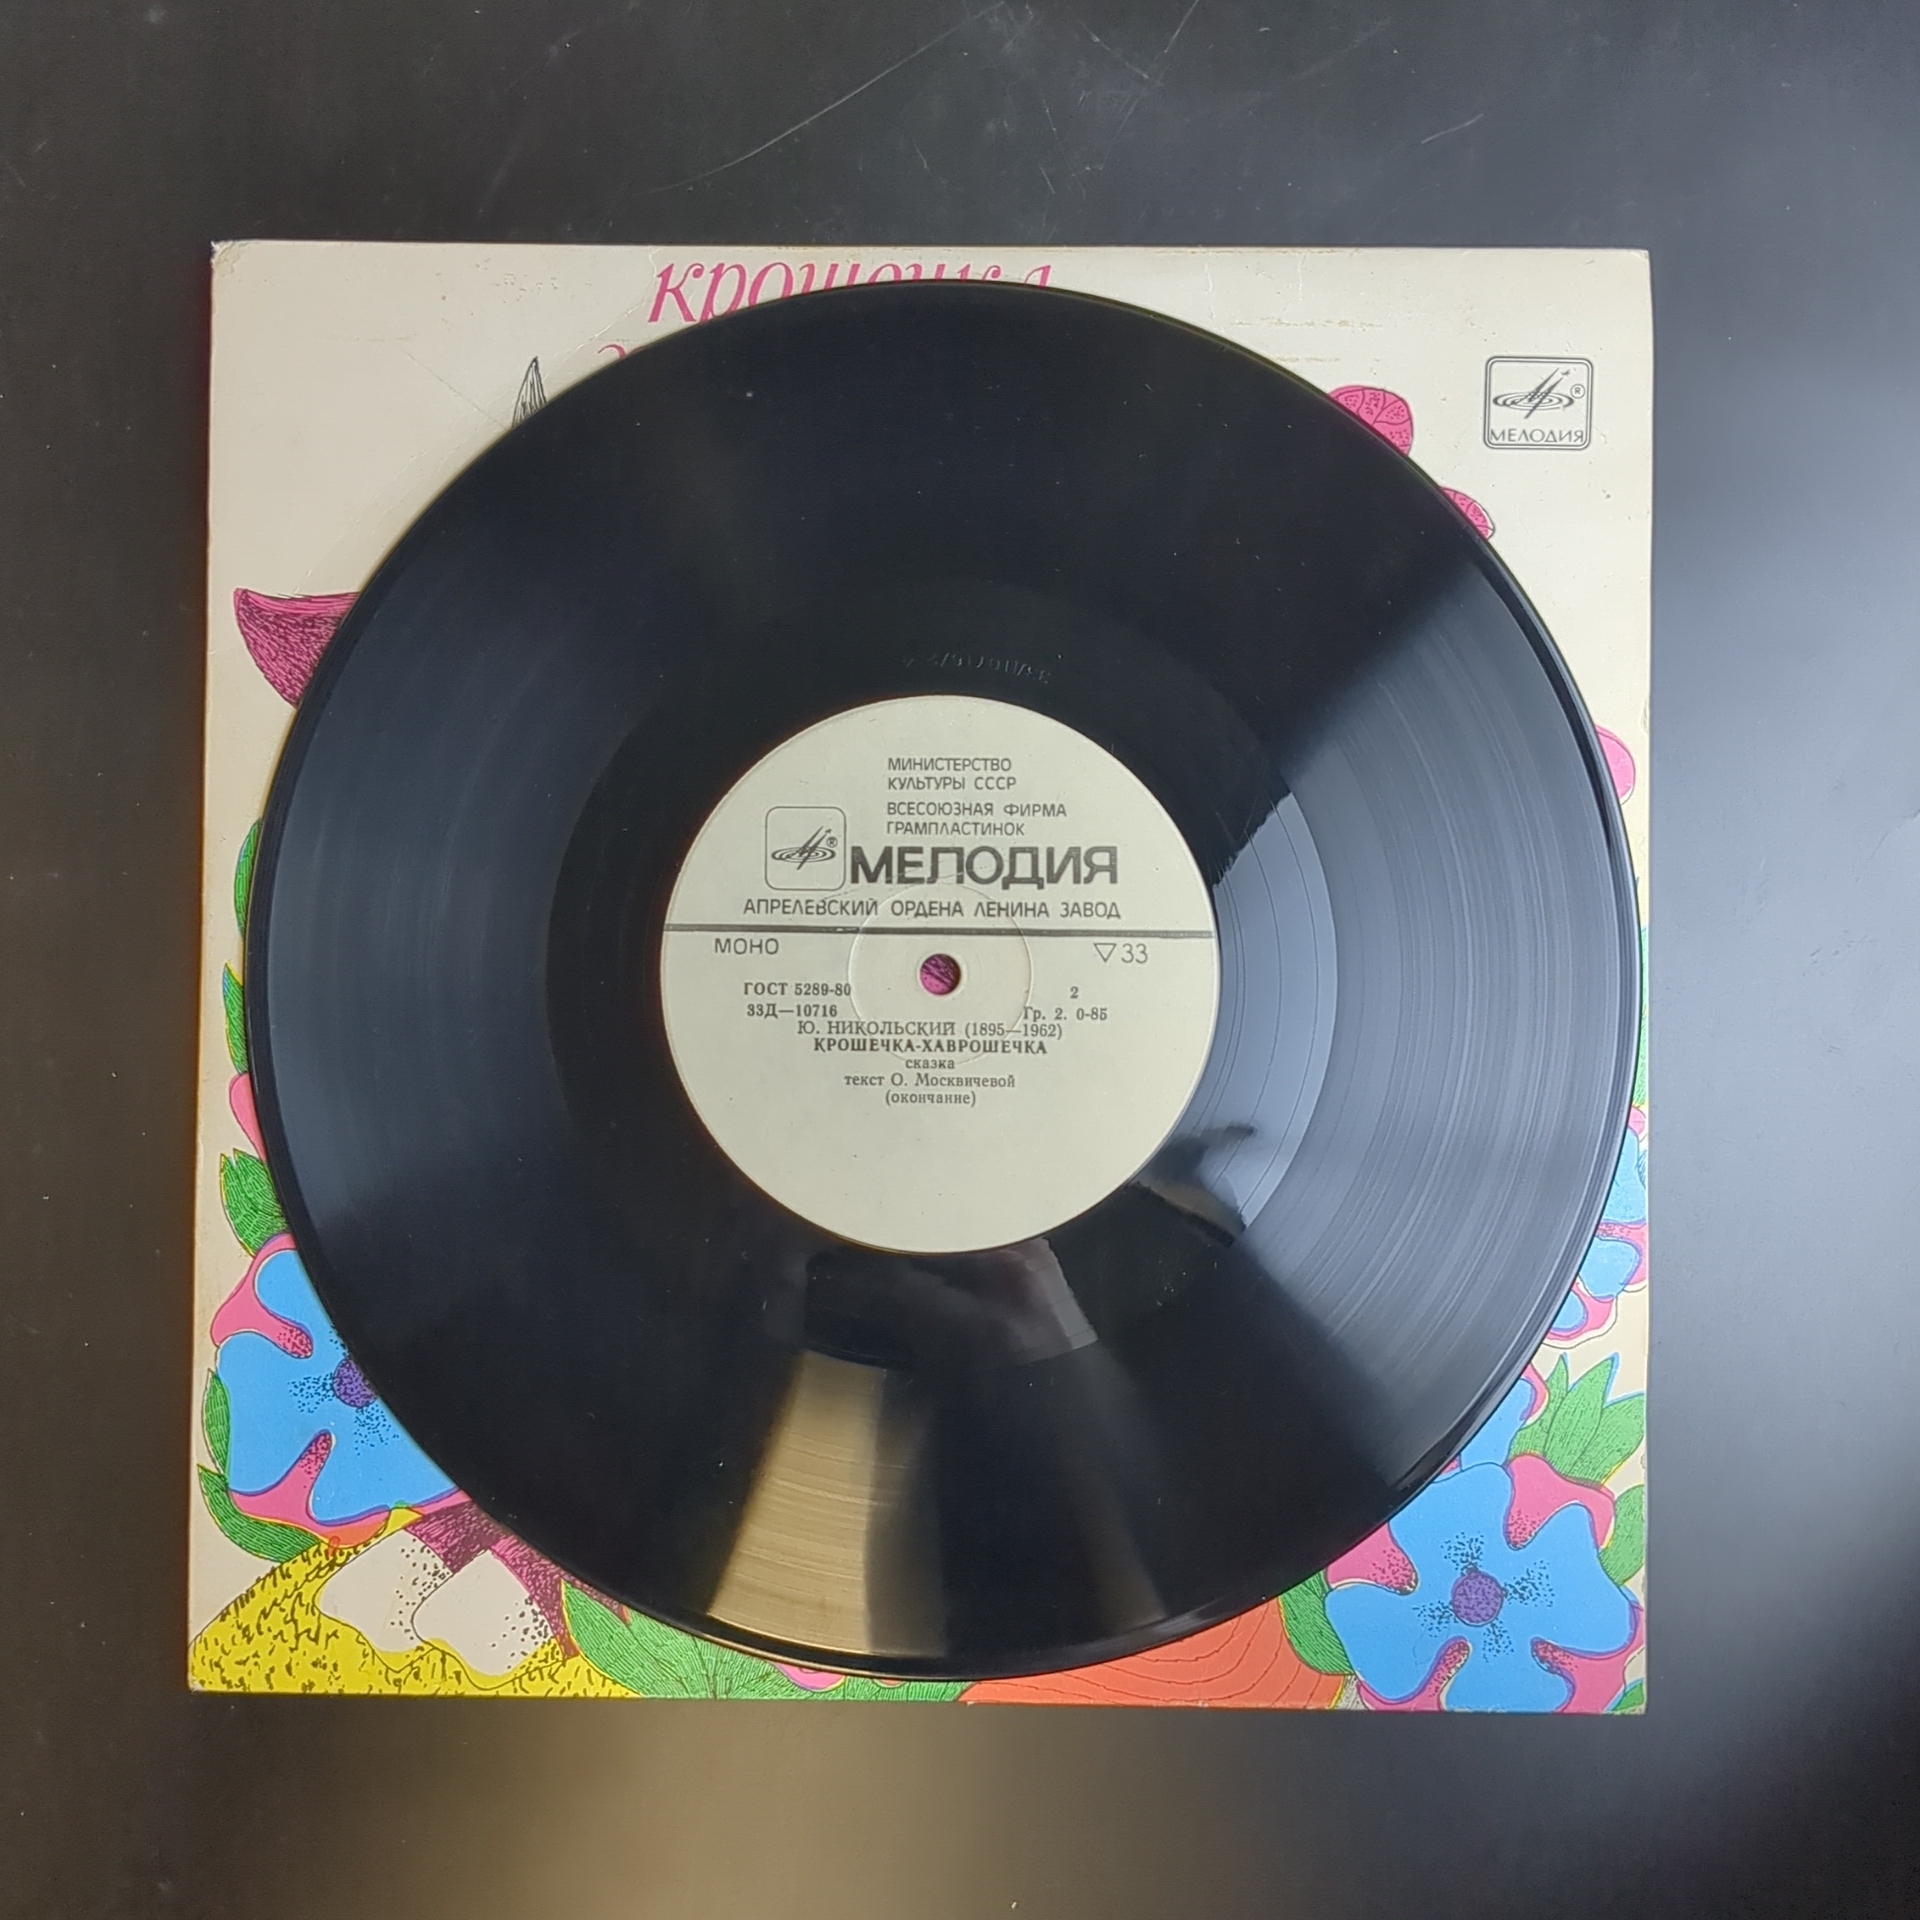 крошечка
МЕЛОДИЯ
МИНИСТЕРСТВО
КУЛЬТУРЫ СССР
ВСЕСОЮЗНАЯ ФИРМА
ГРАМПЛАСТИНОК
МЕЛОДИЯ
АПРЕЛЕВСКИЙ ОРДЕНА ЛЕНИНА ЗАВОД
МОНО ▽33
ГОСТ 5289-80 2
33Д—10716 Гр. 2. 0-85
Ю. НИКОЛЬСКИЙ (1895—1962)
КРОШЕЧКА-ХАВРОШЕЧКА
сказка
текст О. Москвичевой
(окончание)